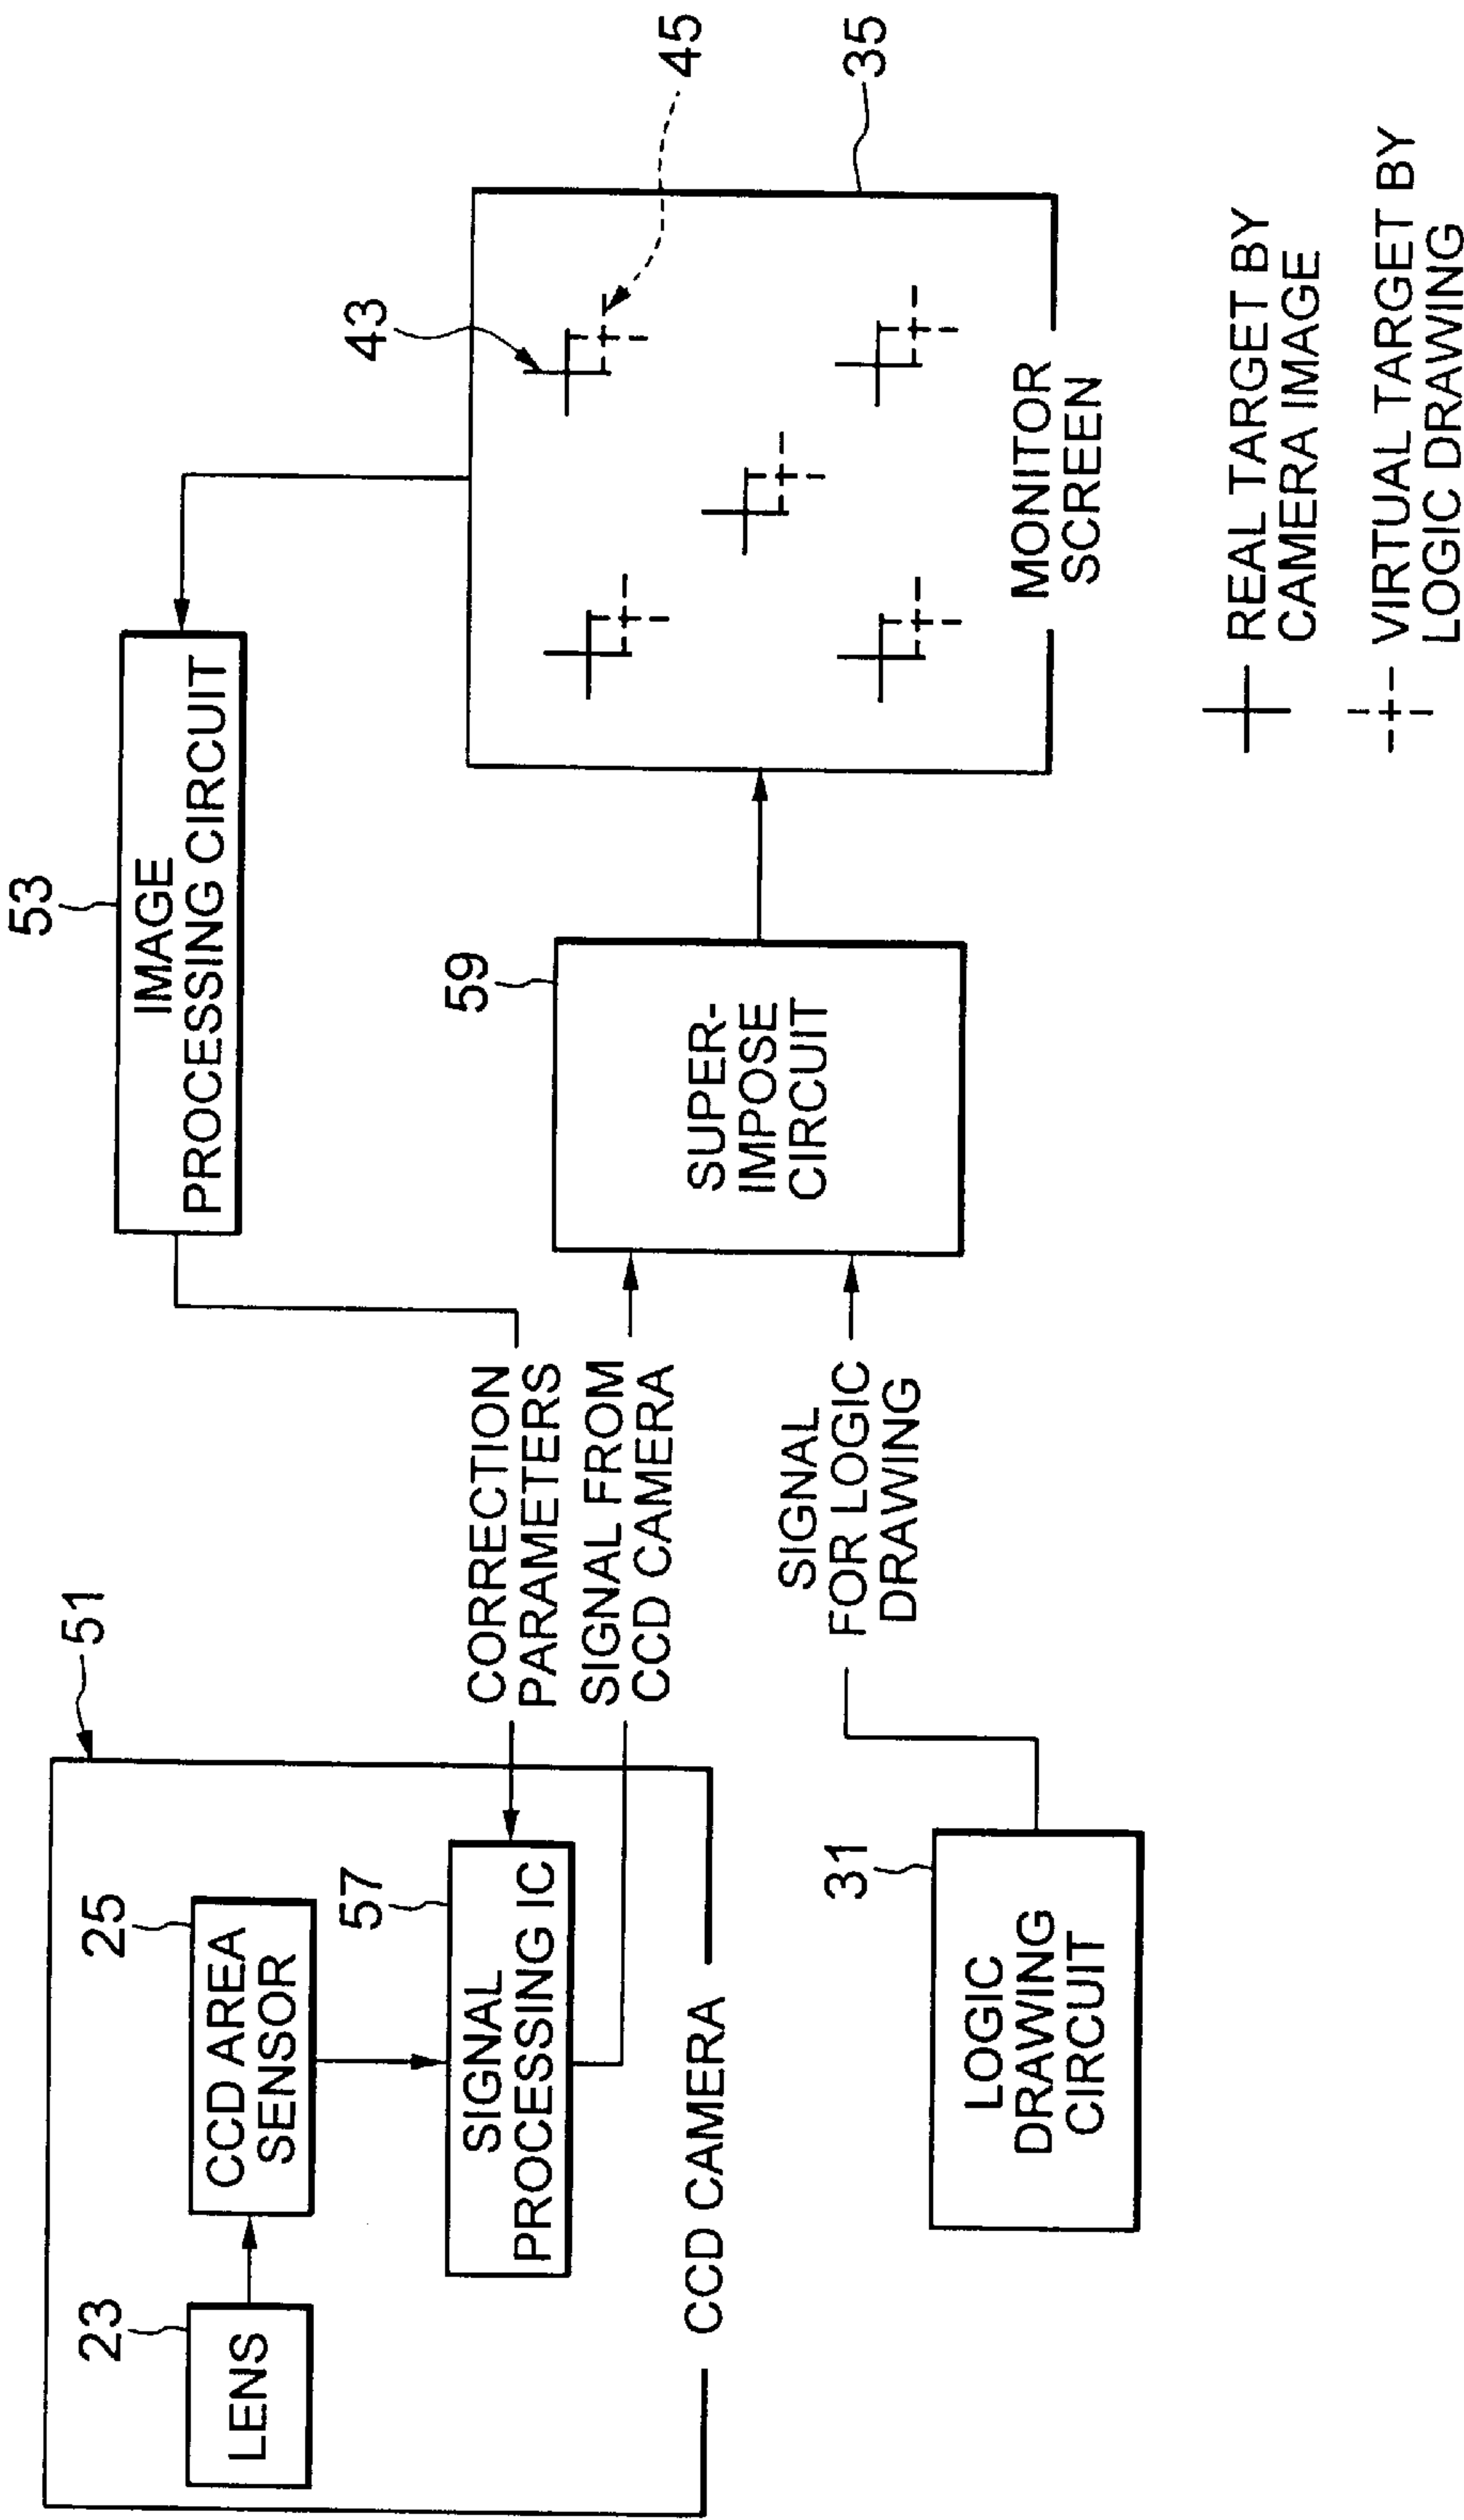 51
23
LENS
25
CCD AREA
SENSOR
57
SIGNAL
PROCESSING IC
CCD CAMERA
31
LOGIC
DRAWING
CIRCUIT
CORRECTION
PARAMETERS
SIGNAL FROM
CCD CAMERA
SIGNAL
FOR LOGIC
DRAWING
53
IMAGE
PROCESSING CIRCUIT
59
SUPER-
IMPOSE
CIRCUIT
43
45
35
MONITOR
SCREEN
REAL TARGET BY
CAMERA IMAGE
VIRTUAL TARGET BY
LOGIC DRAWING